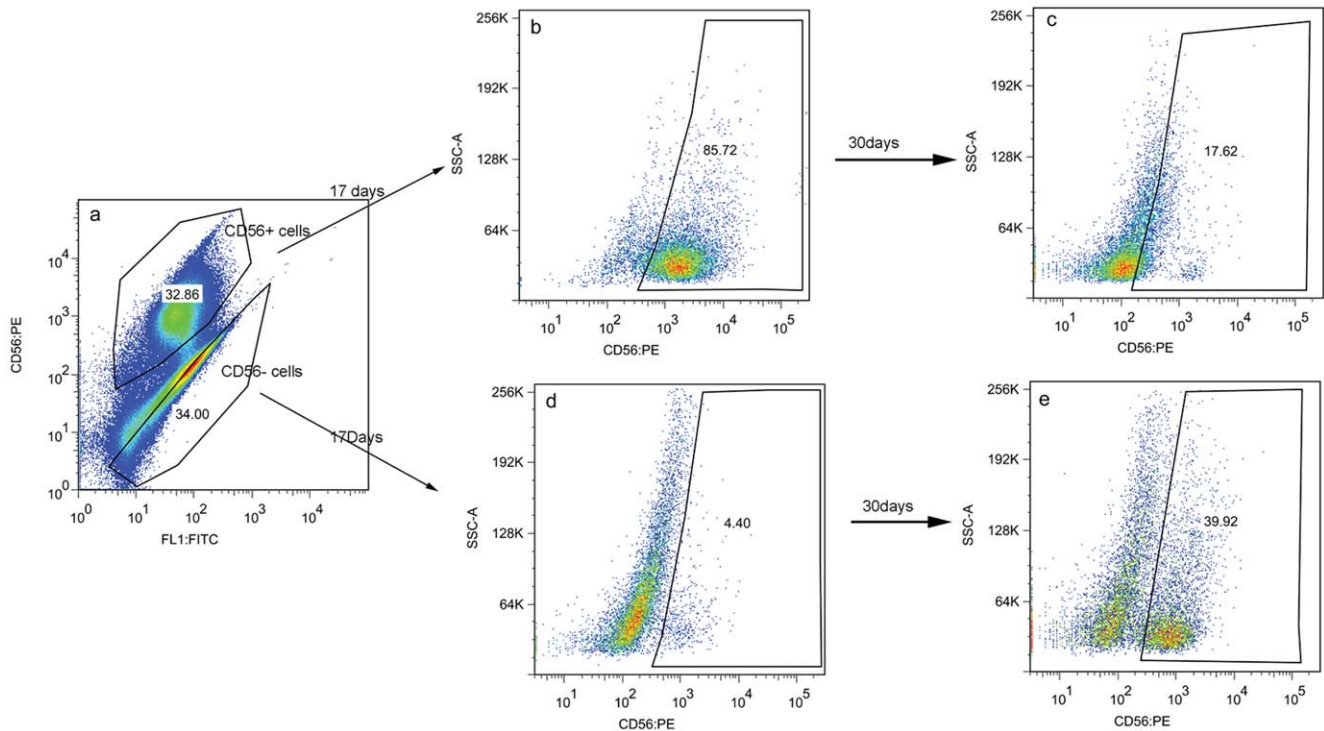 a
CD56:PE
10^4
10^3
10^2
10^1
10^0
CD56+ cells
32.86
CD56- cells
34.00
10^0 10^1 10^2 10^3 10^4
FL1:FITC
17 days
17Days
b
SSC-A
256K
192K
128K
64K
85.72
10^1 10^2 10^3 10^4 10^5
CD56:PE
30days
c
SSC-A
256K
192K
128K
64K
17.62
10^1 10^2 10^3 10^4 10^5
CD56:PE
d
SSC-A
256K
192K
128K
64K
4.40
10^1 10^2 10^3 10^4 10^5
CD56:PE
30days
e
SSC-A
256K
192K
128K
64K
39.92
10^1 10^2 10^3 10^4 10^5
CD56:PE